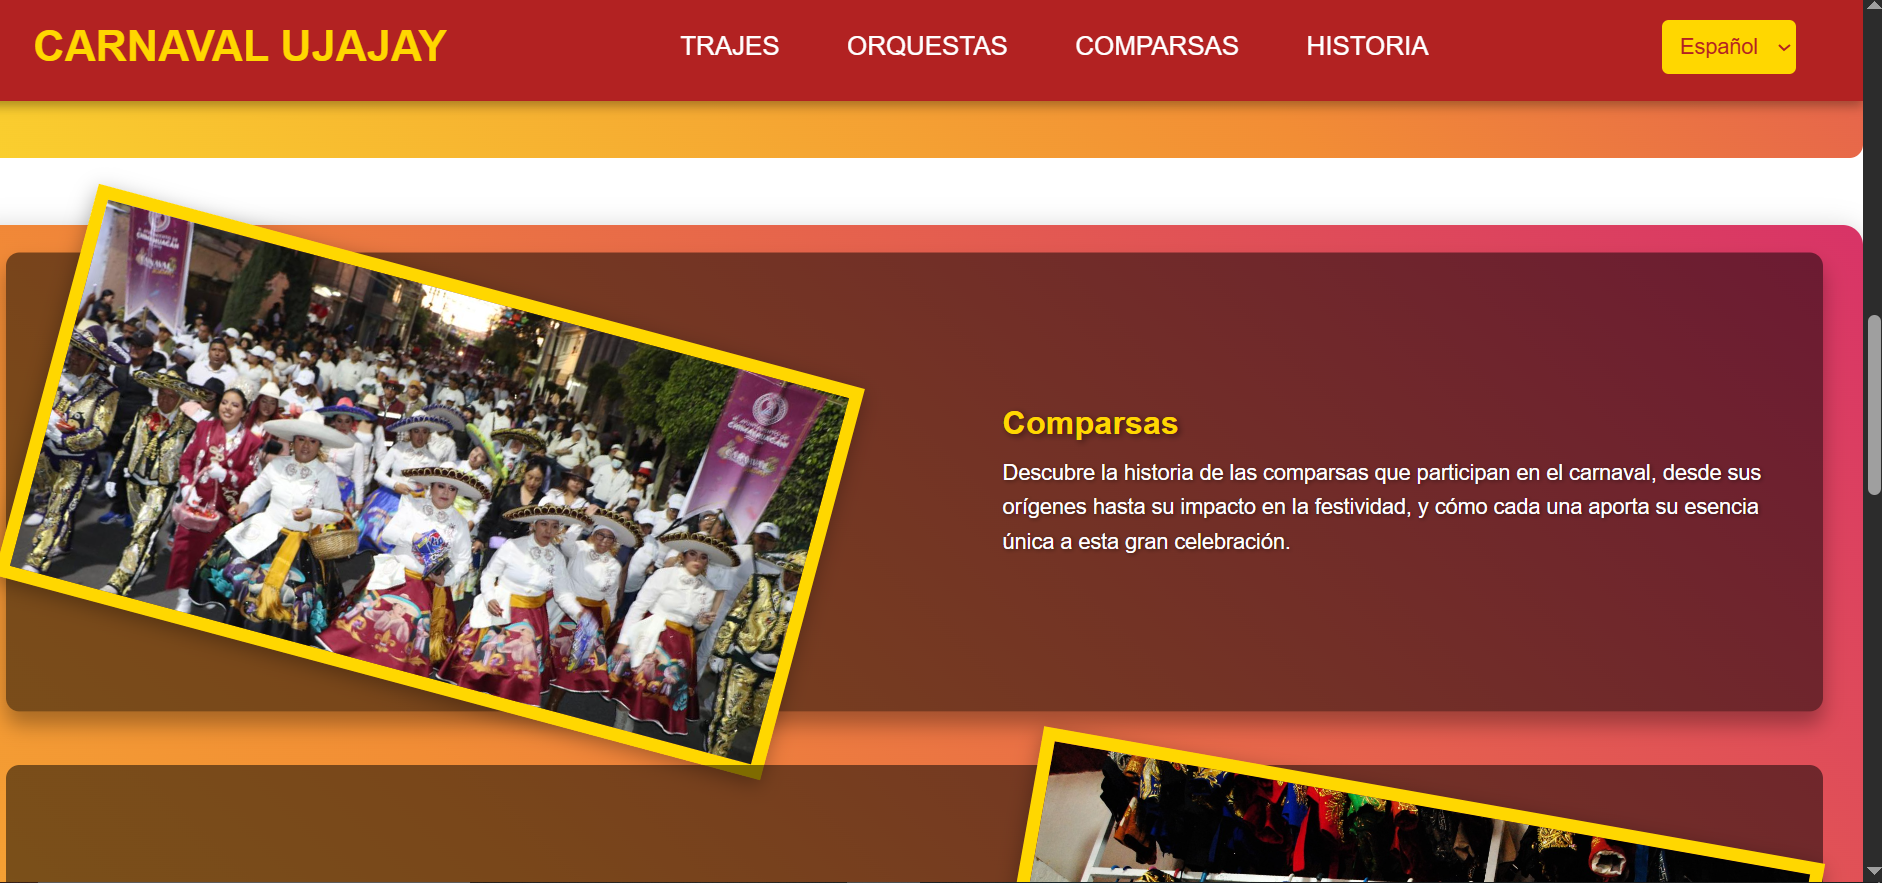 CARNAVAL UJAJAY
TRAJES
ORQUESTAS
COMPARSAS
HISTORIA
Español
CHIMALHUACÁN
CHIMALHUACÁN
Comparsas
Descubre la historia de las comparsas que participan en el carnaval, desde sus
orígenes hasta su impacto en la festividad, y cómo cada una aporta su esencia
única a esta gran celebración.